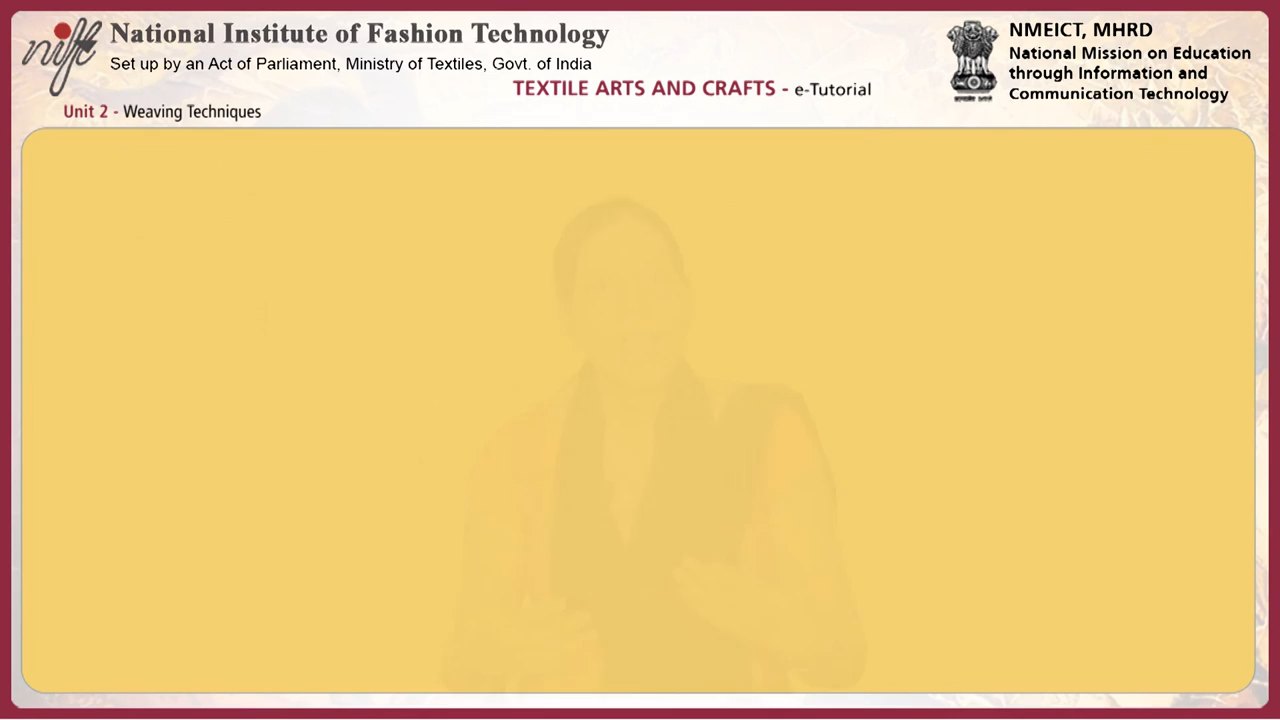 nift
National Institute of Fashion Technology
Set up by an Act of Parliament, Ministry of Textiles, Govt. of India
TEXTILE ARTS AND CRAFTS - e-Tutorial
Unit 2 - Weaving Techniques
NMEICT, MHRD
National Mission on Education
through Information and
Communication Technology